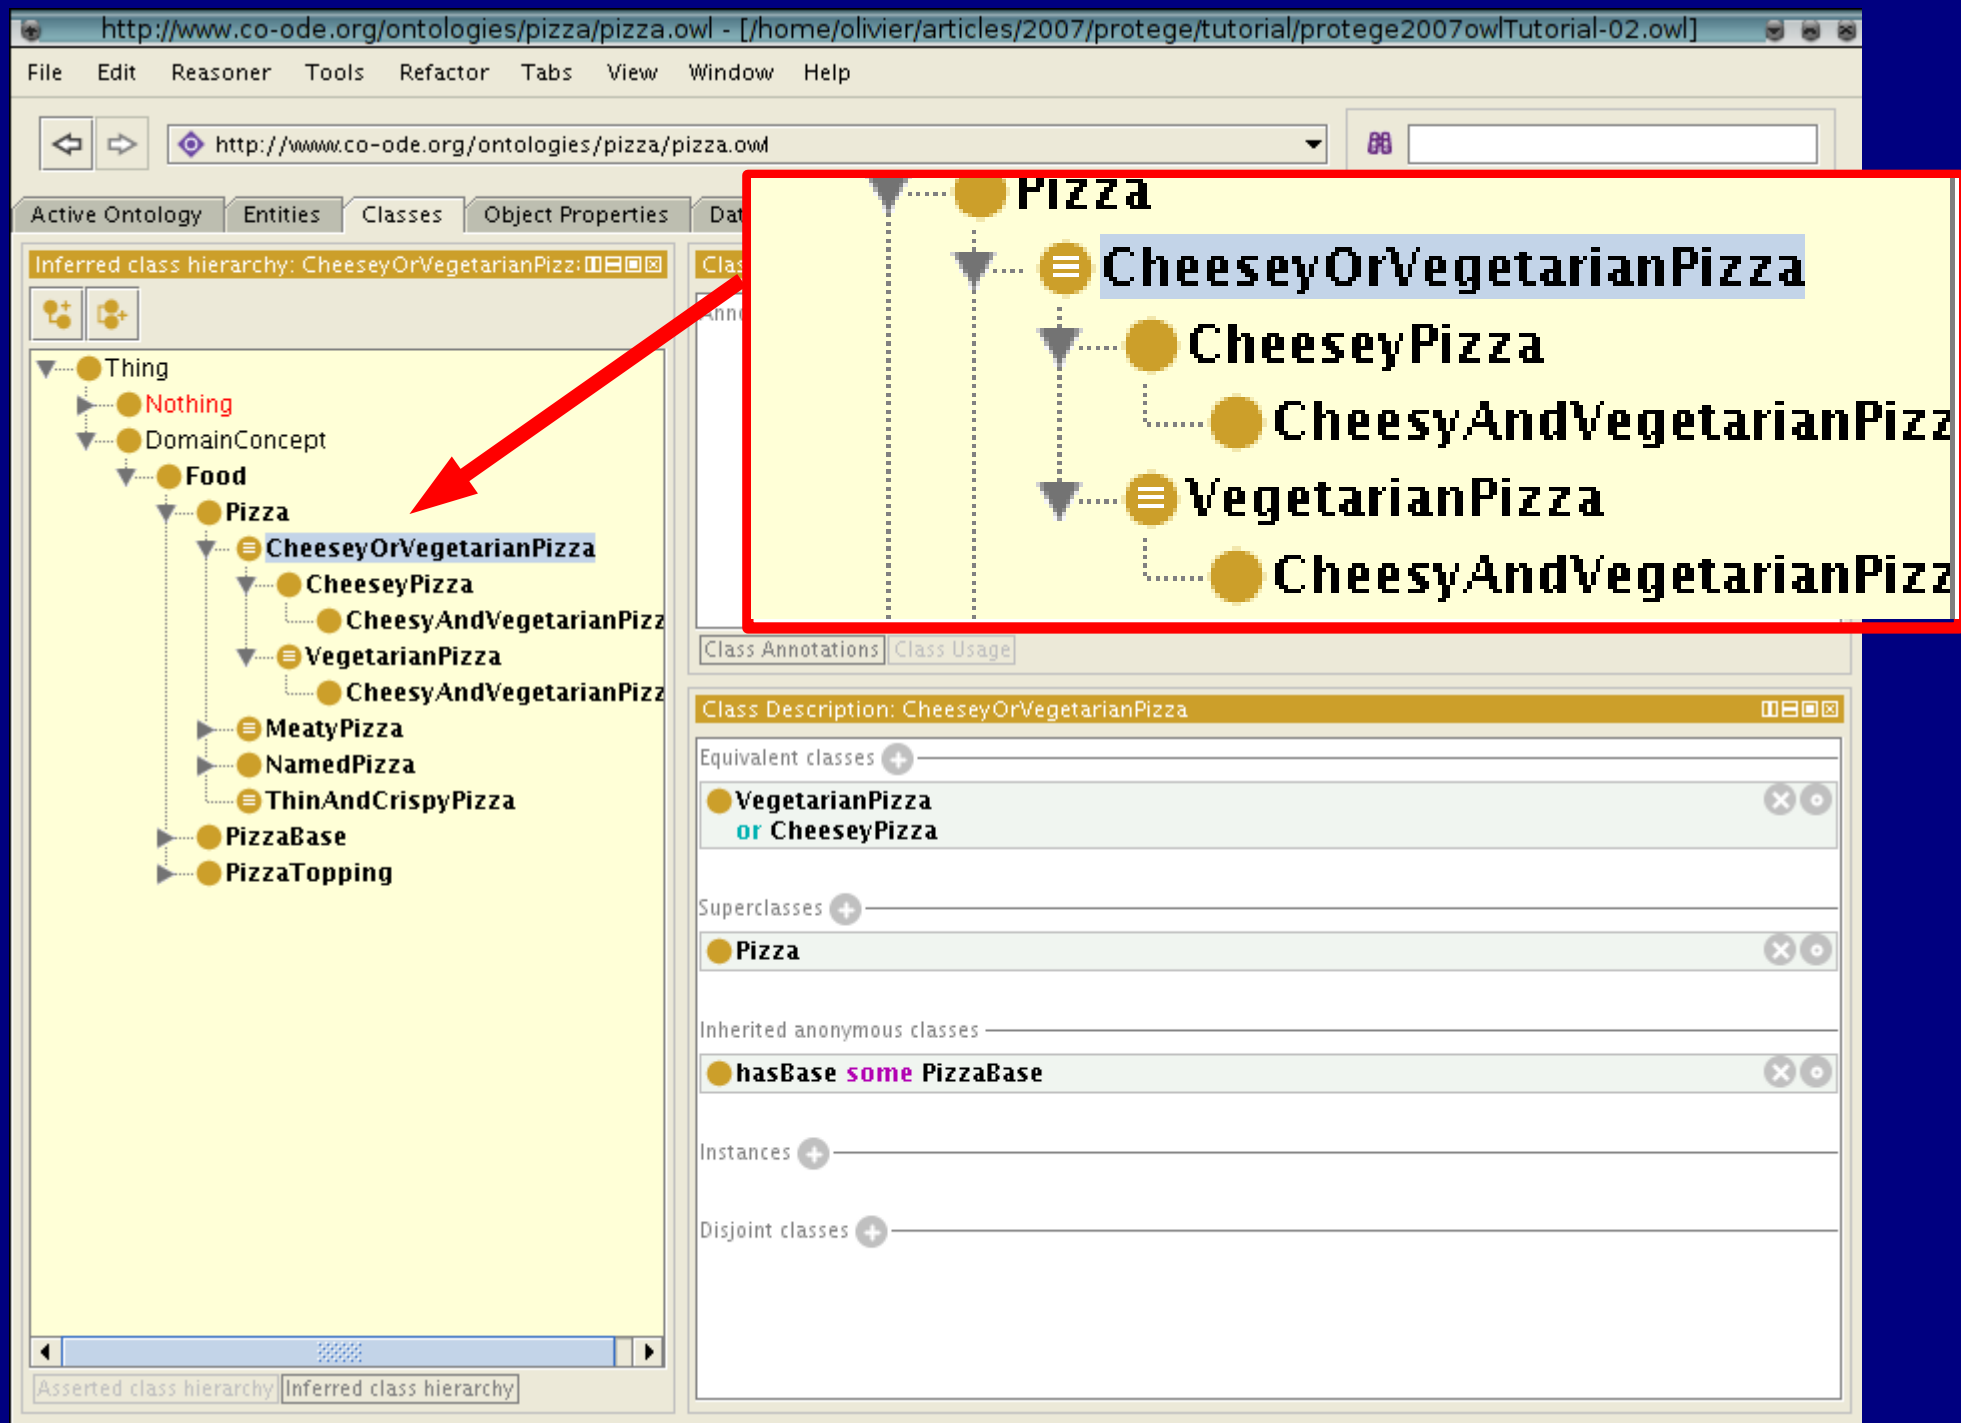 http://www.co-ode.org/ontologies/pizza/pizza.owl - [/home/olivier/articles/2007/protege/tutorial/protege2007owlTutorial-02.owl]
File Edit Reasoner Tools Refactor Tabs View Window Help
http://www.co-ode.org/ontologies/pizza/pizza.owl
Active Ontology Entities Classes Object Properties Dat
Inferred class hierarchy: CheeseyOrVegetarianPizz
Thing
Nothing
DomainConcept
Food
Pizza
CheeseyOrVegetarianPizza
CheeseyPizza
CheesyAndVegetarianPizz
VegetarianPizza
CheesyAndVegetarianPizz
MeatyPizza
NamedPizza
ThinAndCrispyPizza
PizzaBase
PizzaTopping
Asserted class hierarchy Inferred class hierarchy
Clas
Anno
Pizza
CheeseyOrVegetarianPizza
CheeseyPizza
CheesyAndVegetarianPizz
VegetarianPizza
CheesyAndVegetarianPizz
Class Annotations Class Usage
Class Description: CheeseyOrVegetarianPizza
Equivalent classes
VegetarianPizza
or CheeseyPizza
Superclasses
Pizza
Inherited anonymous classes
hasBase some PizzaBase
Instances
Disjoint classes